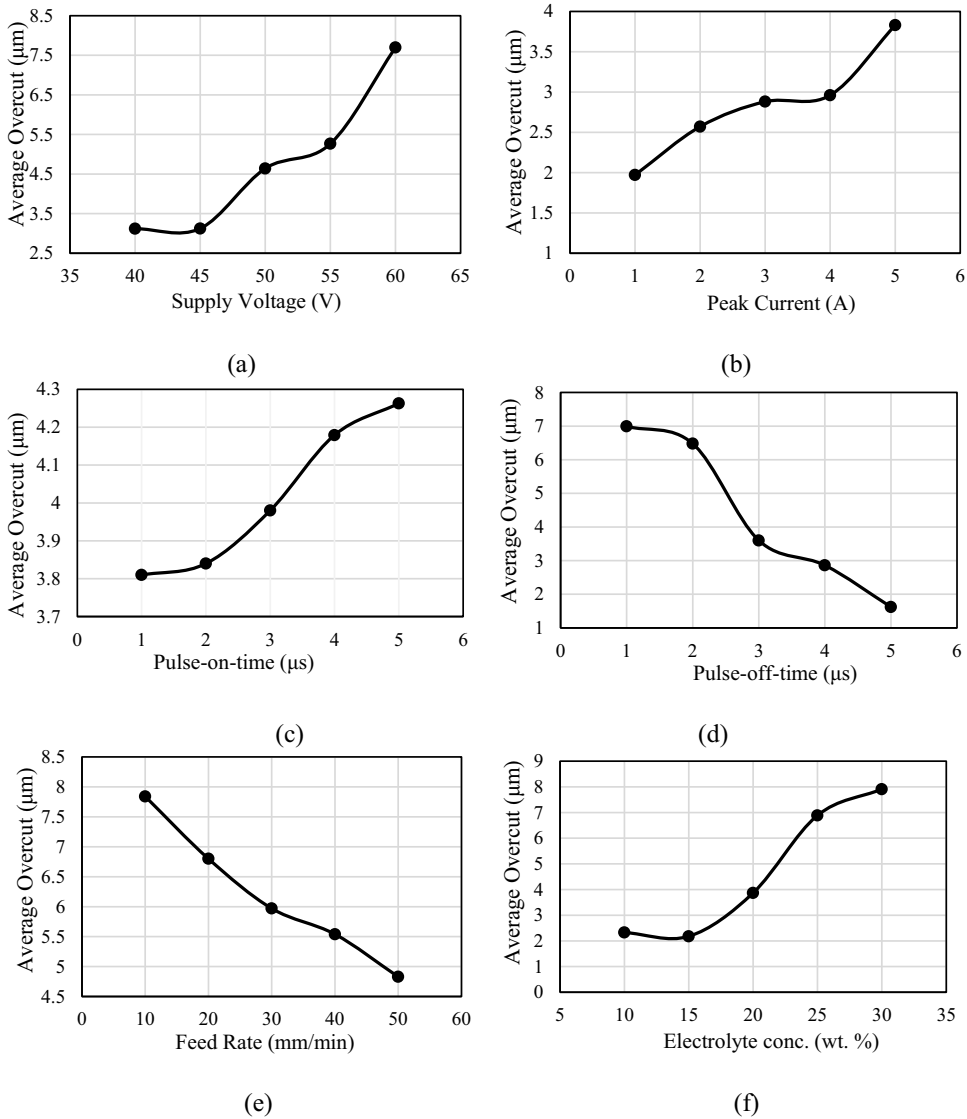 8.5
7.5
6.5
5.5
4.5
3.5
2.5
35 40 45 50 55 60 65
Average Overcut (μm)
Supply Voltage (V)
(a)
4
3.5
3
2.5
2
1.5
1
0 1 2 3 4 5 6
Average Overcut (μm)
Peak Current (A)
(b)
4.3
4.2
4.1
4
3.9
3.8
3.7
0 1 2 3 4 5 6
Average Overcut (μm)
Pulse-on-time (μs)
(c)
8
7
6
5
4
3
2
1
0 1 2 3 4 5 6
Average Overcut (μm)
Pulse-off-time (μs)
(d)
8.5
8
7.5
7
6.5
6
5.5
5
4.5
0 10 20 30 40 50 60
Average Overcut (μm)
Feed Rate (mm/min)
(e)
9
8
7
6
5
4
3
2
1
0
5 10 15 20 25 30 35
Average Overcut (μm)
Electrolyte conc. (wt. %)
(f)